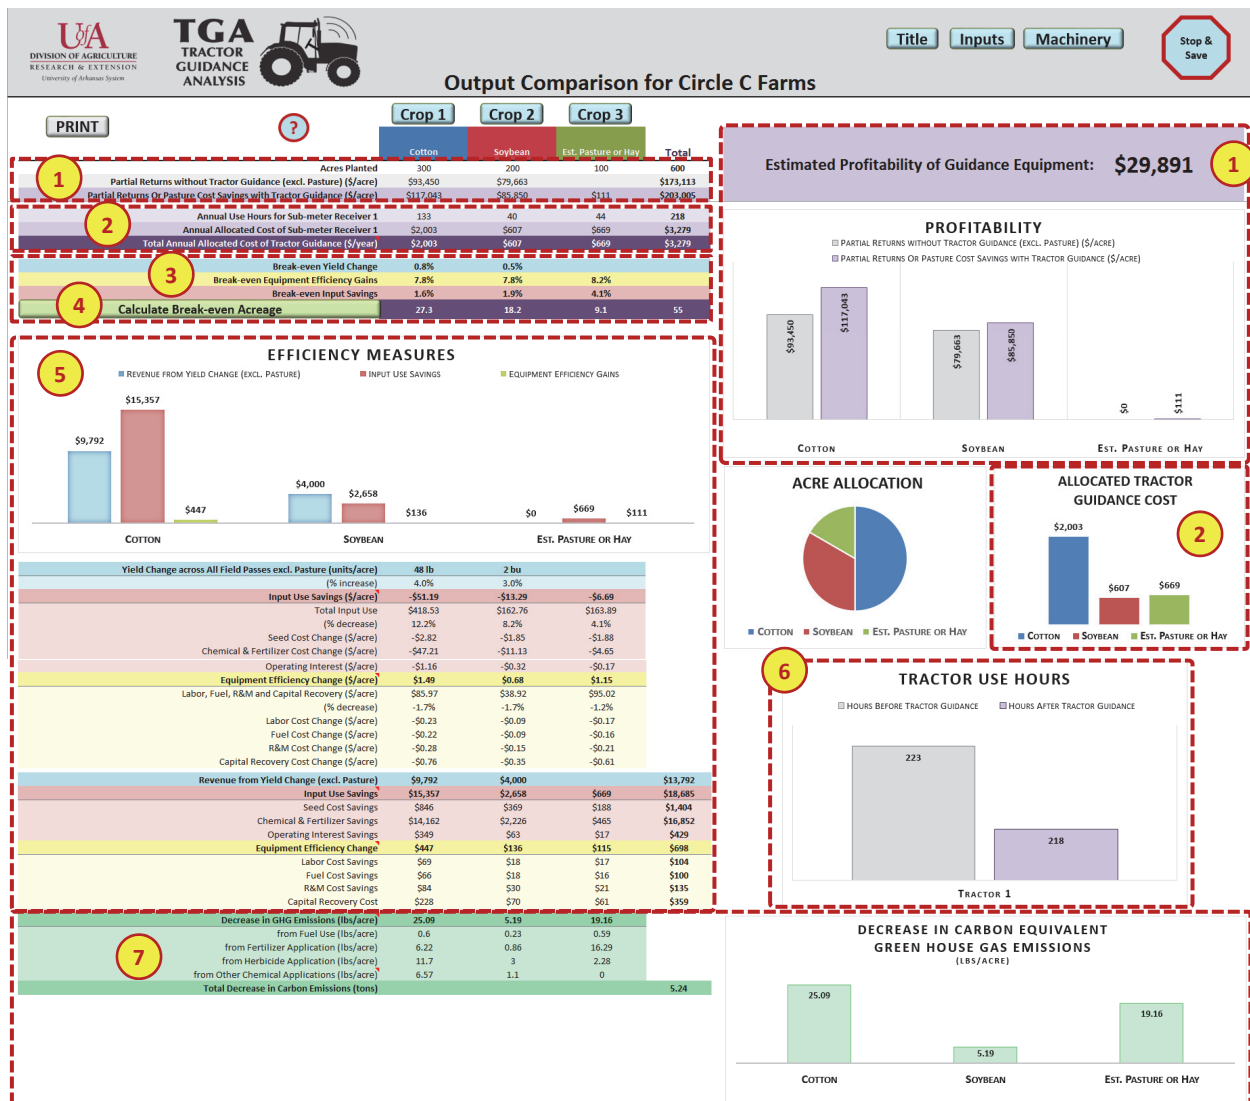 UofA
DIVISION OF AGRICULTURE
RESEARCH & EXTENSION
University of Arkansas System
TGA
TRACTOR
GUIDANCE
ANALYSIS
Title Inputs Machinery
Stop &
Save
Output Comparison for Circle C Farms
PRINT
?
Crop 1 Crop 2 Crop 3
Cotton Soybean Est. Pasture or Hay Total
1
Acres Planted 300 200 100 600
Partial Returns without Tractor Guidance (excl. Pasture) ($/acre) $93,450 $79,663 $173,113
Partial Returns Or Pasture Cost Savings with Tractor Guidance ($/acre) $117,043 $85,850 $111 $203,005
2
Annual Use Hours for Sub-meter Receiver 1 133 40 44 218
Annual Allocated Cost of Sub-meter Receiver 1 $2,003 $607 $669 $3,279
Total Annual Allocated Cost of Tractor Guidance ($/year) $2,003 $607 $669 $3,279
3
Break-even Yield Change 0.8% 0.5%
Break-even Equipment Efficiency Gains 7.8% 7.8% 8.2%
Break-even Input Savings 1.6% 1.9% 4.1%
4
Calculate Break-even Acreage 27.3 18.2 9.1 55
5
EFFICIENCY MEASURES
REVENUE FROM YIELD CHANGE (EXCL. PASTURE) INPUT USE SAVINGS EQUIPMENT EFFICIENCY GAINS
$9,792 $15,357 $447
$4,000 $2,658 $136
$0 $669 $111
COTTON SOYBEAN EST. PASTURE OR HAY
Yield Change across All Field Passes excl. Pasture (units/acre) 48 lb 2 bu
(% increase) 4.0% 3.0%
Input Use Savings ($/acre) -$51.19 -$13.29 -$6.69
Total Input Use $418.53 $162.76 $163.89
(% decrease) 12.2% 8.2% 4.1%
Seed Cost Change ($/acre) -$2.82 -$1.85 -$1.88
Chemical & Fertilizer Cost Change ($/acre) -$47.21 -$11.13 -$4.65
Operating Interest ($/acre) -$1.16 -$0.32 -$0.17
Equipment Efficiency Change ($/acre) $1.49 $0.68 $1.15
Labor, Fuel, R&M and Capital Recovery ($/acre) $85.97 $38.92 $95.02
(% decrease) -1.7% -1.7% -1.2%
Labor Cost Change ($/acre) -$0.23 -$0.09 -$0.17
Fuel Cost Change ($/acre) -$0.22 -$0.09 -$0.16
R&M Cost Change ($/acre) -$0.28 -$0.15 -$0.21
Capital Recovery Cost Change ($/acre) -$0.76 -$0.35 -$0.61
Revenue from Yield Change (excl. Pasture) $9,792 $4,000 $13,792
Input Use Savings $15,357 $2,658 $669 $18,685
Seed Cost Savings $846 $369 $188 $1,404
Chemical & Fertilizer Savings $14,162 $2,226 $465 $16,852
Operating Interest Savings $349 $63 $17 $429
Equipment Efficiency Change $447 $136 $115 $698
Labor Cost Savings $69 $18 $17 $104
Fuel Cost Savings $66 $18 $16 $100
R&M Cost Savings $84 $30 $21 $135
Capital Recovery Cost $228 $70 $61 $359
7
Decrease in GHG Emissions (lbs/acre) 25.09 5.19 19.16
from Fuel Use (lbs/acre) 0.6 0.23 0.59
from Fertilizer Application (lbs/acre) 6.22 0.86 16.29
from Herbicide Application (lbs/acre) 11.7 3 2.28
from Other Chemical Applications (lbs/acre) 6.57 1.1 0
Total Decrease in Carbon Emissions (tons) 5.24
Estimated Profitability of Guidance Equipment: $29,891
1
PROFITABILITY
PARTIAL RETURNS WITHOUT TRACTOR GUIDANCE (EXCL. PASTURE) ($/ACRE)
PARTIAL RETURNS OR PASTURE COST SAVINGS WITH TRACTOR GUIDANCE ($/ACRE)
$93,450 $117,043 $79,663 $85,850 $0 $111
COTTON SOYBEAN EST. PASTURE OR HAY
ACRE ALLOCATION
COTTON SOYBEAN EST. PASTURE OR HAY
ALLOCATED TRACTOR
GUIDANCE COST
2
$2,003 $607 $669
COTTON SOYBEAN EST. PASTURE OR HAY
6
TRACTOR USE HOURS
HOURS BEFORE TRACTOR GUIDANCE HOURS AFTER TRACTOR GUIDANCE
223
218
TRACTOR 1
DECREASE IN CARBON EQUIVALENT
GREEN HOUSE GAS EMISSIONS
(LBS/ACRE)
25.09 5.19 19.16
COTTON SOYBEAN EST. PASTURE OR HAY